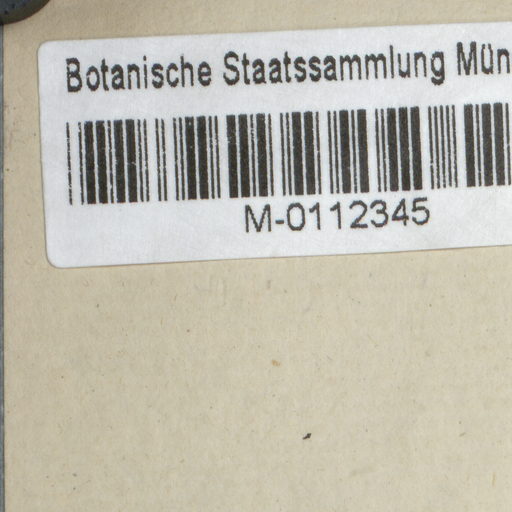 Botanische Staatssammlung Mün
M-0112345